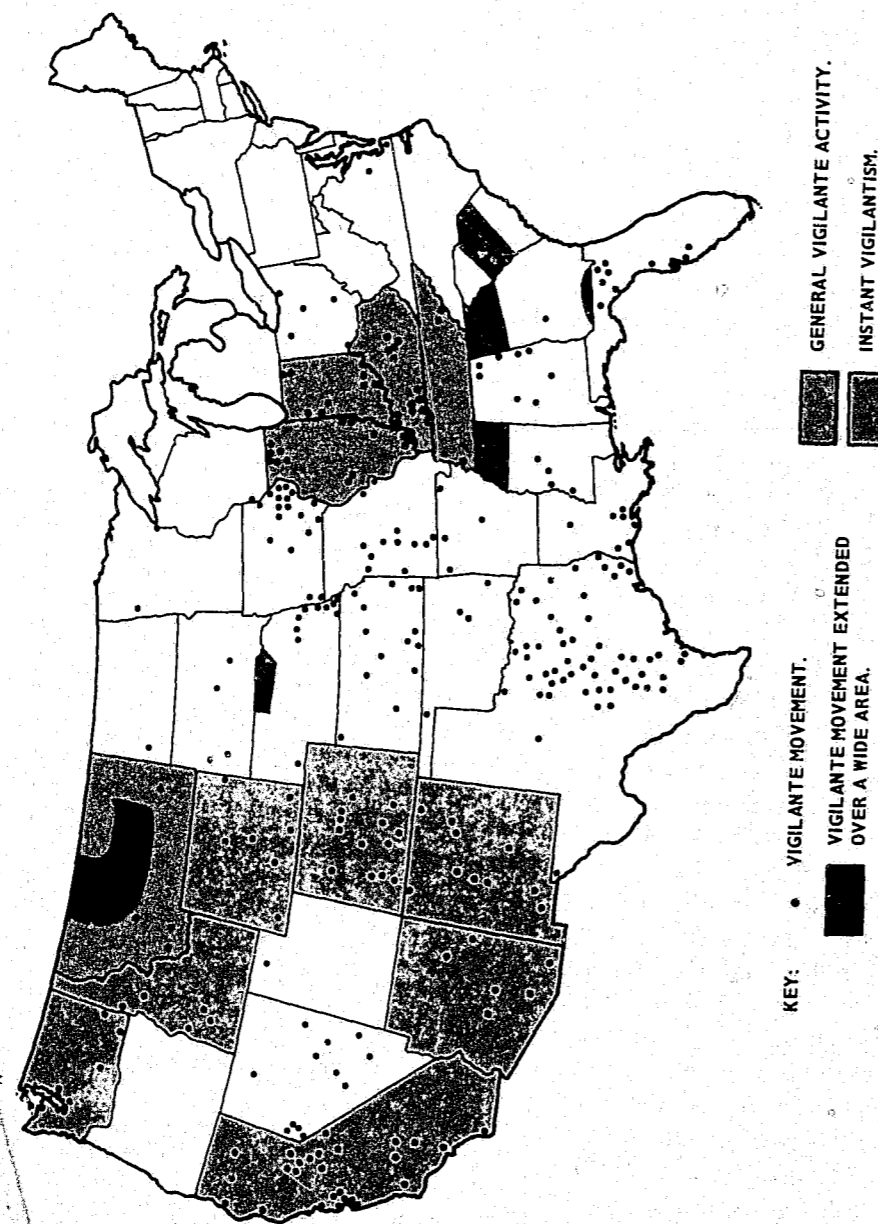 KEY:
VIGILANTE MOVEMENT.
VIGILANTE MOVEMENT EXTENDED
OVER A WIDE AREA.
GENERAL VIGILANTE ACTIVITY.
INSTANT VIGILANTISM.